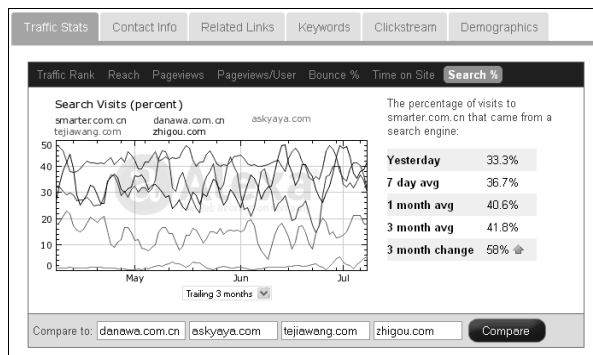 Traffic Stats Contact Info Related Links Keywords Clickstream Demographics
Traffic Rank Reach Pageviews Pageviews/User Bounce % Time on Site Search %
Search Visits (percent)
smarter.com.cn danawa.com.cn askyaya.com
tejiawang.com zhigou.com
50
40
30
20
10
0
@ Alexa
May Jun Jul
Trailing 3 months
The percentage of visits to
smarter.com.cn that came from a
search engine:
Yesterday 33.3%
7 day avg 36.7%
1 month avg 40.6%
3 month avg 41.8%
3 month change 58%
Compare to: danawa.com.cn askyaya.com tejiawang.com zhigou.com Compare